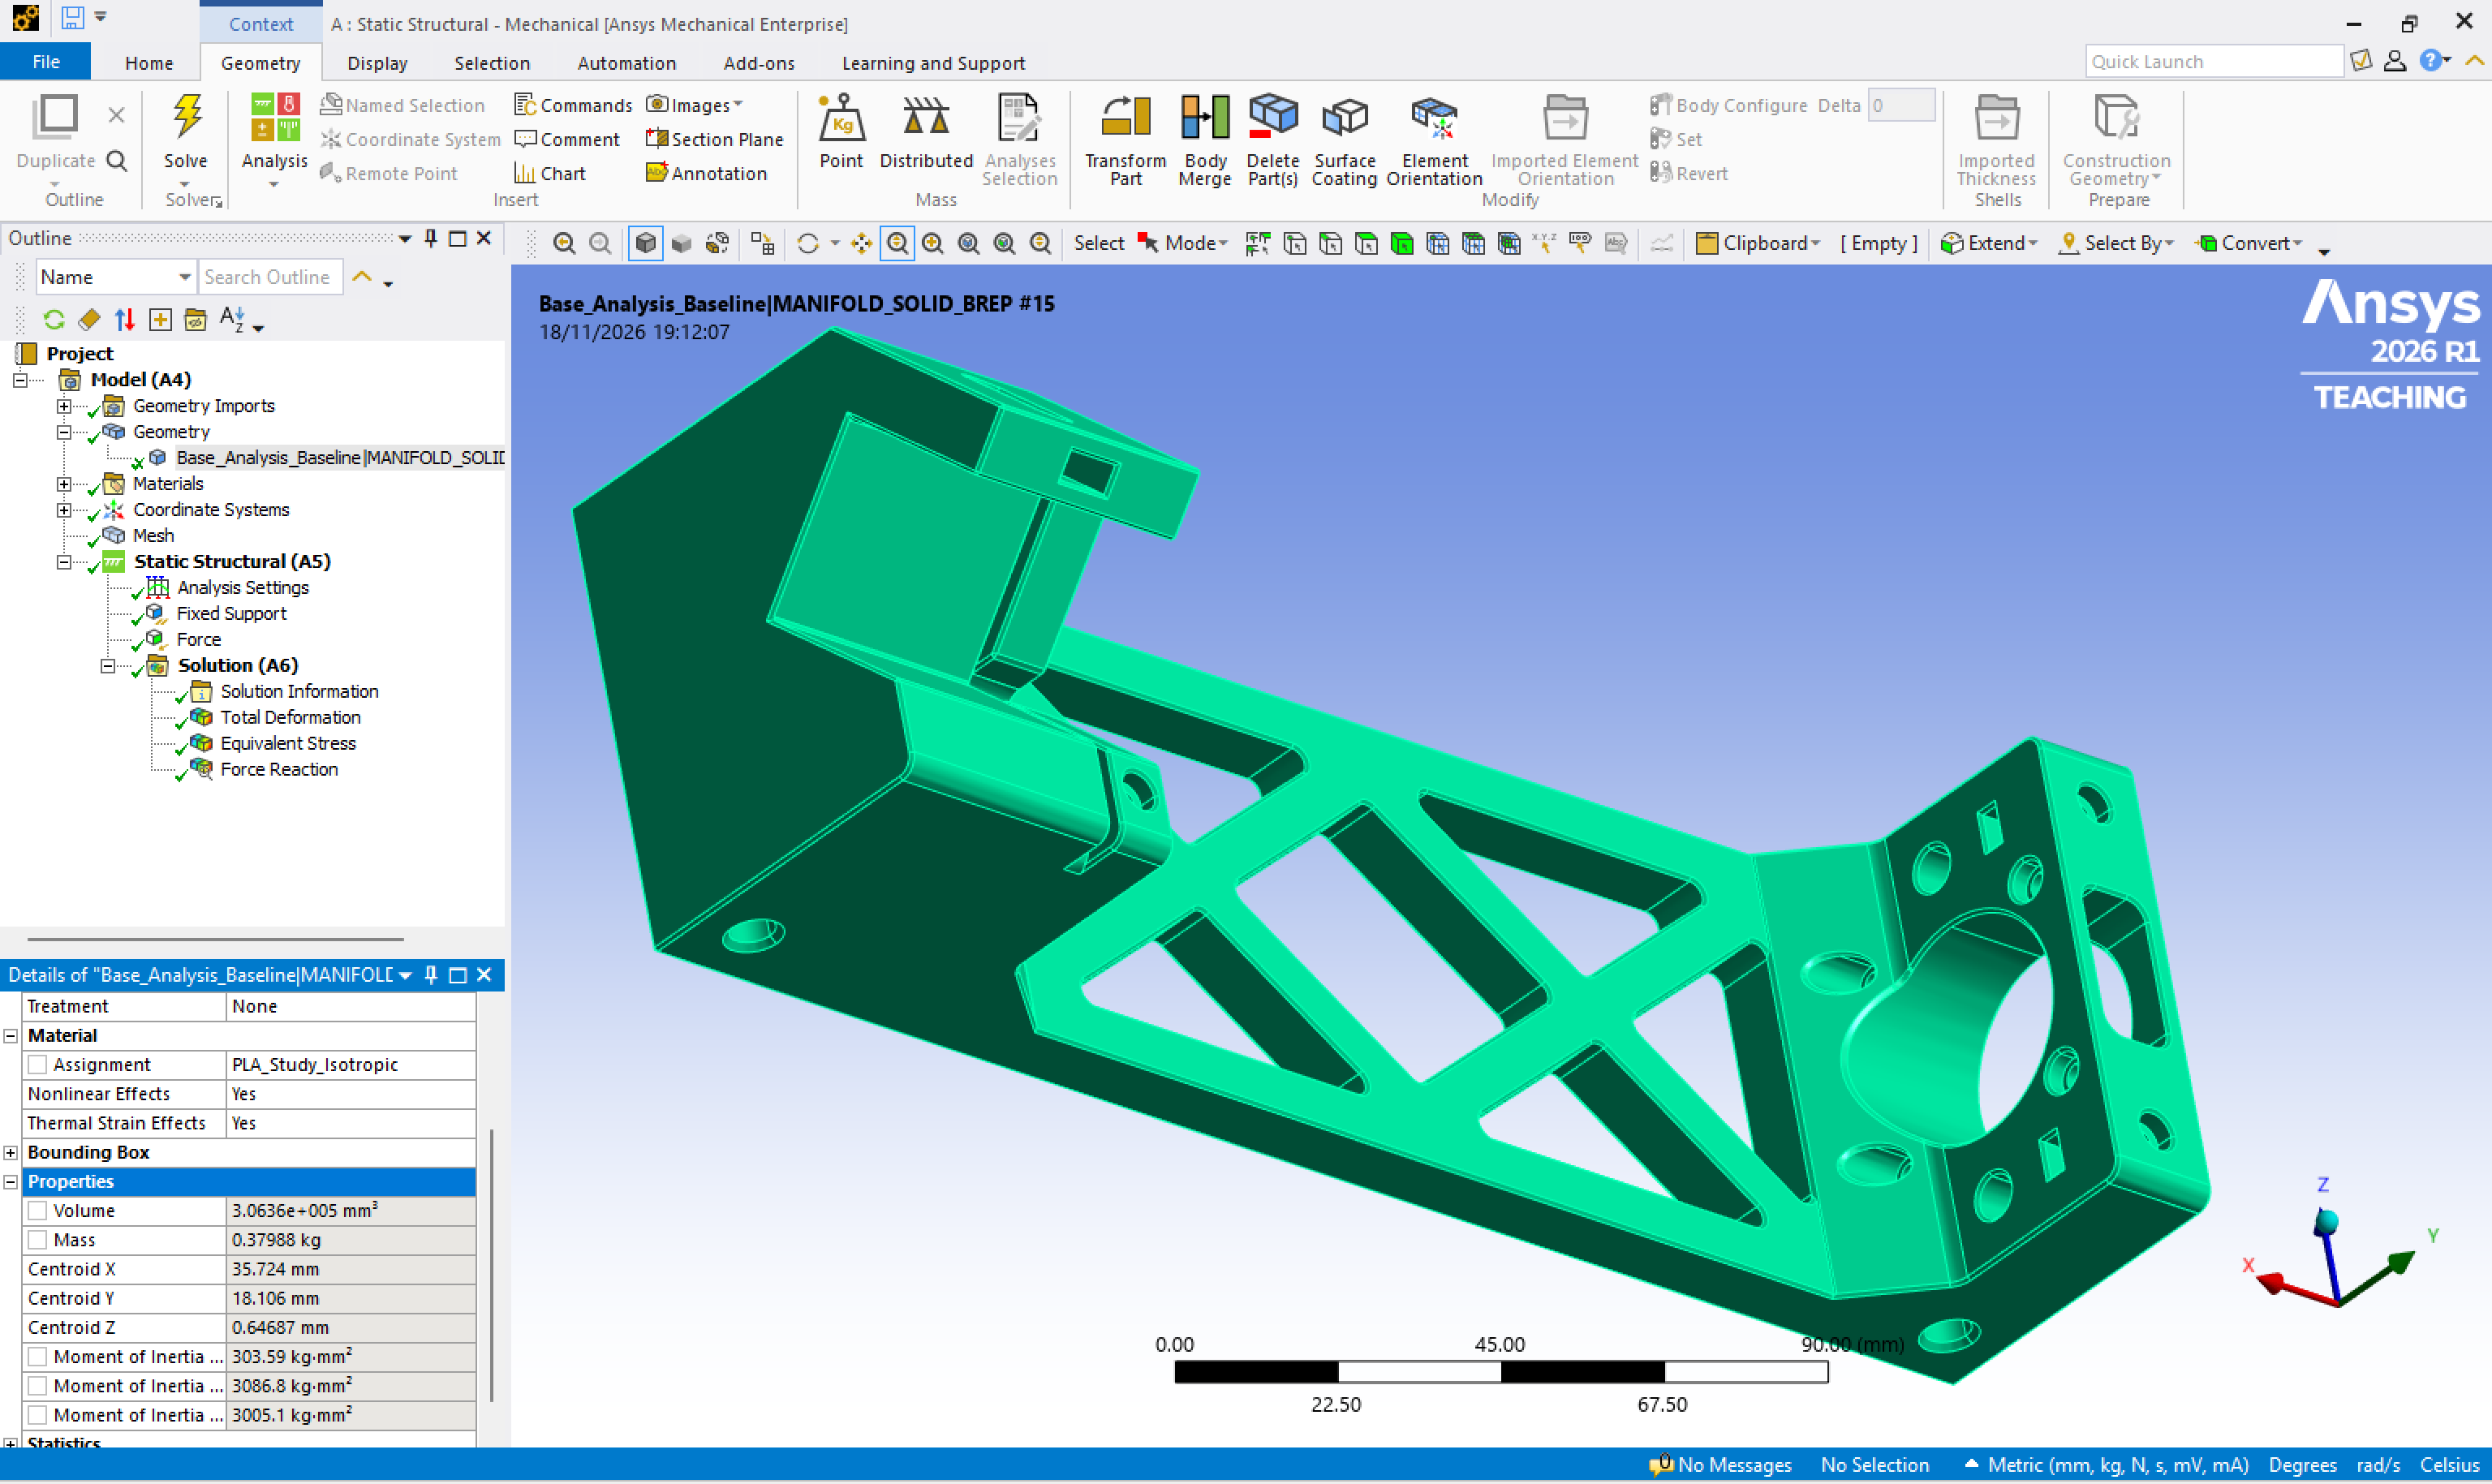 Context
A : Static Structural - Mechanical [Ansys Mechanical Enterprise]
File
Home
Geometry
Display
Selection
Automation
Add-ons
Learning and Support
Quick Launch
Duplicate
Outline
Solve
Solver
Analysis
Named Selection
Coordinate System
Remote Point
Commands
Comment
Chart
Images
Section Plane
Annotation
Insert
Kg
Point
Distributed
Analyses Selection
Mass
Transform Part
Body Merge
Delete Part(s)
Surface Coating
Element Orientation
Imported Element Orientation
Modify
Body Configure Delta 0
Set
Revert
Imported Thickness
Shells
Construction Geometry
Prepare
Outline
Name
Search Outline
Select
Mode
Clipboard
[ Empty ]
Extend
Select By
Convert
Project
Model (A4)
Geometry Imports
Geometry
Base_Analysis_Baseline|MANIFOLD_SOLID
Materials
Coordinate Systems
Mesh
Static Structural (A5)
Analysis Settings
Fixed Support
Force
Solution (A6)
Solution Information
Total Deformation
Equivalent Stress
Force Reaction
Details of "Base_Analysis_Baseline|MANIFOLD
Treatment None
Material
Assignment PLA_Study_Isotropic
Nonlinear Effects Yes
Thermal Strain Effects Yes
Bounding Box
Properties
Volume 3.0636e+005 mm³
Mass 0.37988 kg
Centroid X 35.724 mm
Centroid Y 18.106 mm
Centroid Z 0.64687 mm
Moment of Inertia ... 303.59 kg·mm²
Moment of Inertia ... 3086.8 kg·mm²
Moment of Inertia ... 3005.1 kg·mm²
Statistics
Base_Analysis_Baseline|MANIFOLD_SOLID_BREP #15
18/11/2026 19:12:07
Ansys
2026 R1
TEACHING
Z
Y
X
0.00 45.00 90.00 (mm)
22.50 67.50
No Messages
No Selection
Metric (mm, kg, N, s, mV, mA)
Degrees
rad/s
Celsius